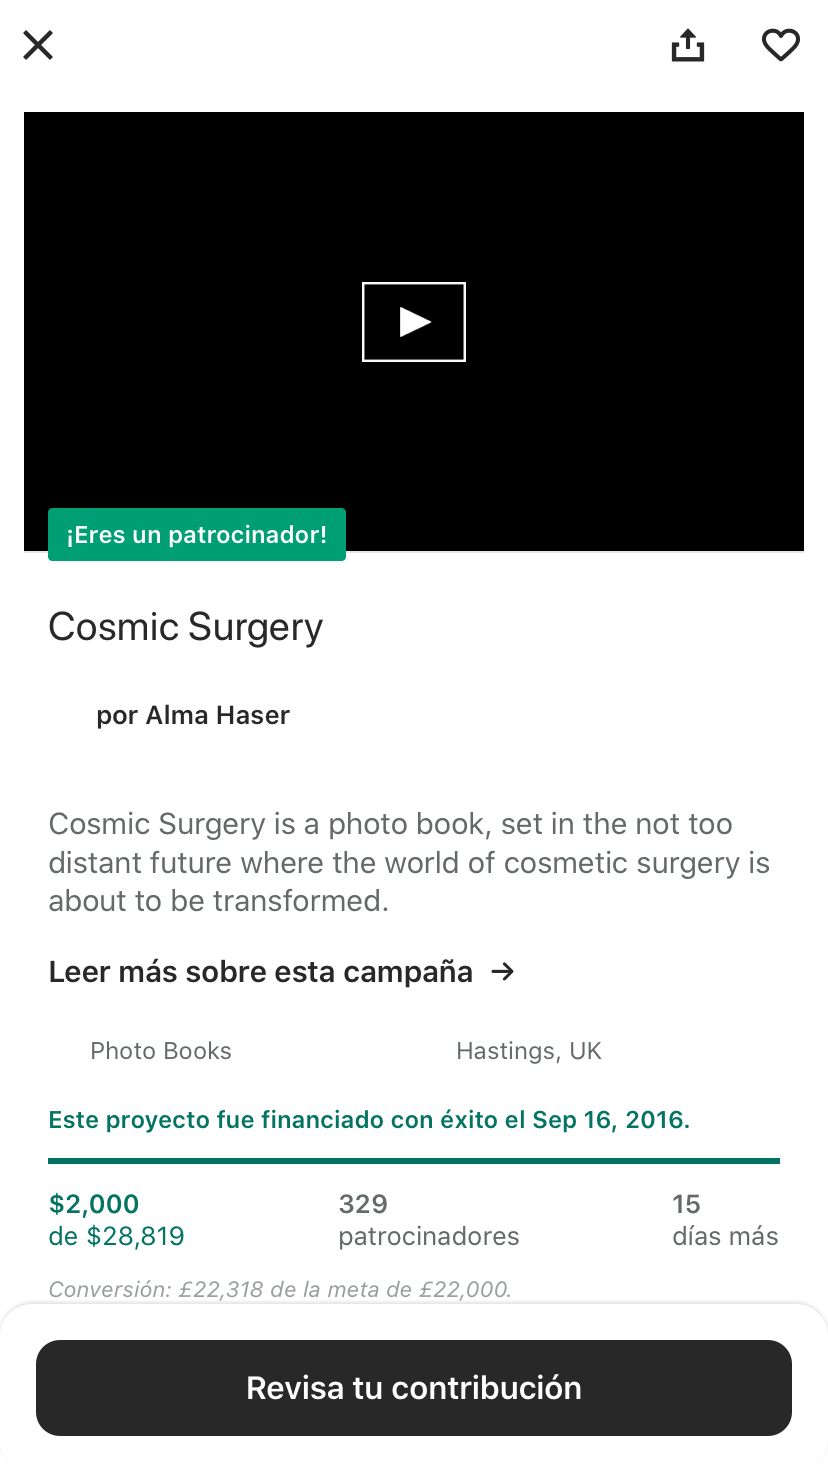 ¡Eres un patrocinador!
Cosmic Surgery
por Alma Haser
Cosmic Surgery is a photo book, set in the not too
distant future where the world of cosmetic surgery is
about to be transformed.
Leer más sobre esta campaña →
Photo Books
Hastings, UK
Este proyecto fue financiado con éxito el Sep 16, 2016.
$2,000
de $28,819
329
patrocinadores
15
días más
Conversión: £22,318 de la meta de £22,000.
Revisa tu contribución